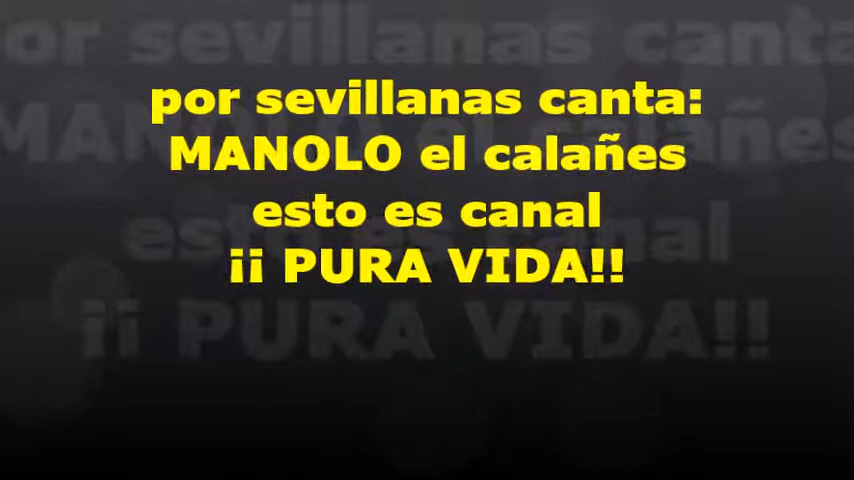 por sevillanas canta:
MANOLO el calañes
esto es canal
¡¡ PURA VIDA!!